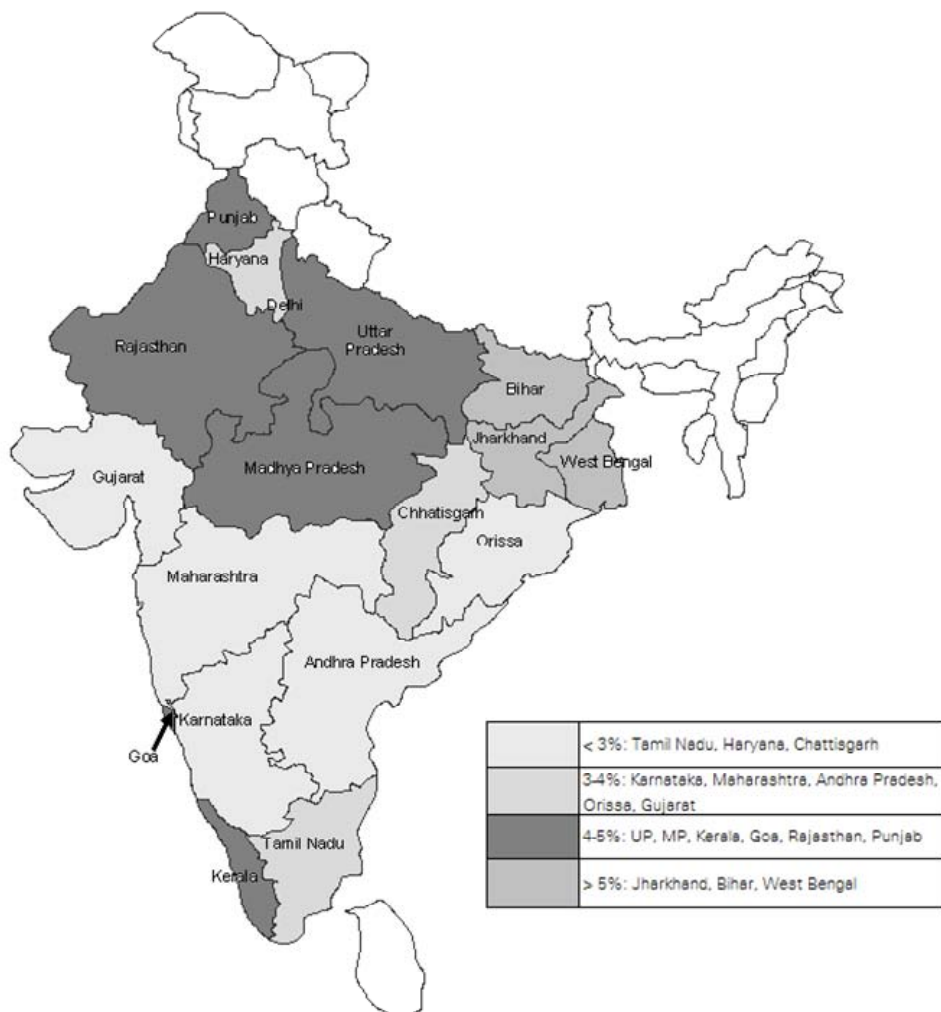 Punjab
Haryana
Delhi
Uttar
Pradesh
Rajasthan
Bihar
Jharkhand
West Bengal
Madhya Pradesh
Gujarat
Chhatisgarh
Orissa
Maharashtra
Andhra Pradesh
Karnataka
Goa
Tamil Nadu
Kerala
< 3%: Tamil Nadu, Haryana, Chattisgarh
3-4%: Karnataka, Maharashtra, Andhra Pradesh,
Orissa, Gujarat
4-5%: UP, MP, Kerala, Goa, Rajasthan, Punjab
> 5%: Jharkhand, Bihar, West Bengal